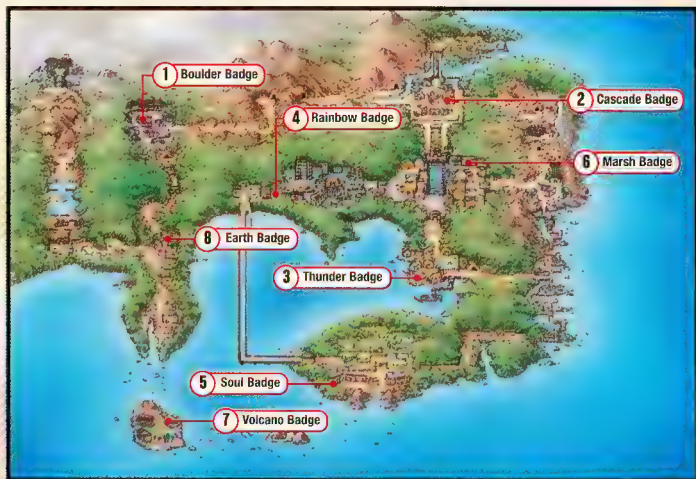 1 Boulder Badge
2 Cascade Badge
4 Rainbow Badge
6 Marsh Badge
8 Earth Badge
3 Thunder Badge
5 Soul Badge
7 Volcano Badge